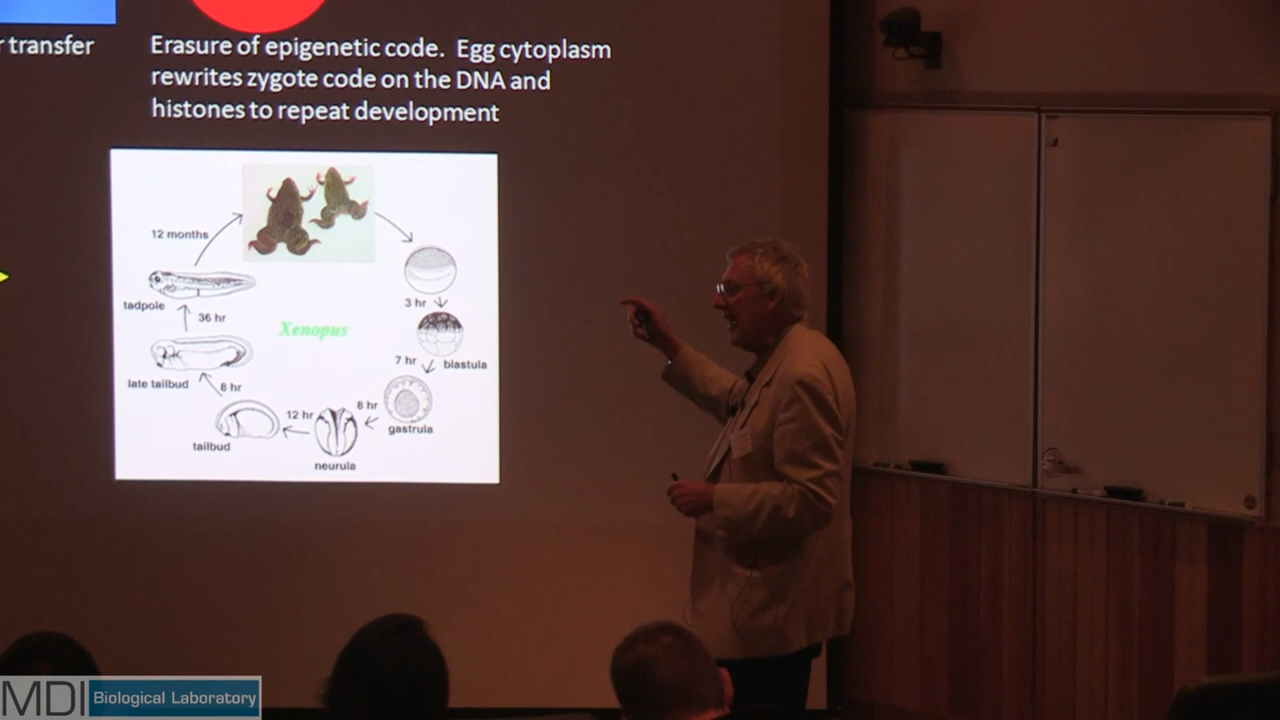 r transfer
Erasure of epigenetic code. Egg cytoplasm
rewrites zygote code on the DNA and
histones to repeat development
12 months
3 hr
tadpole
36 hr
Xenopus
7 hr
blastula
late tailbud
8 hr
8 hr
12 hr
gastrula
tailbud
neurula
MDI Biological Laboratory